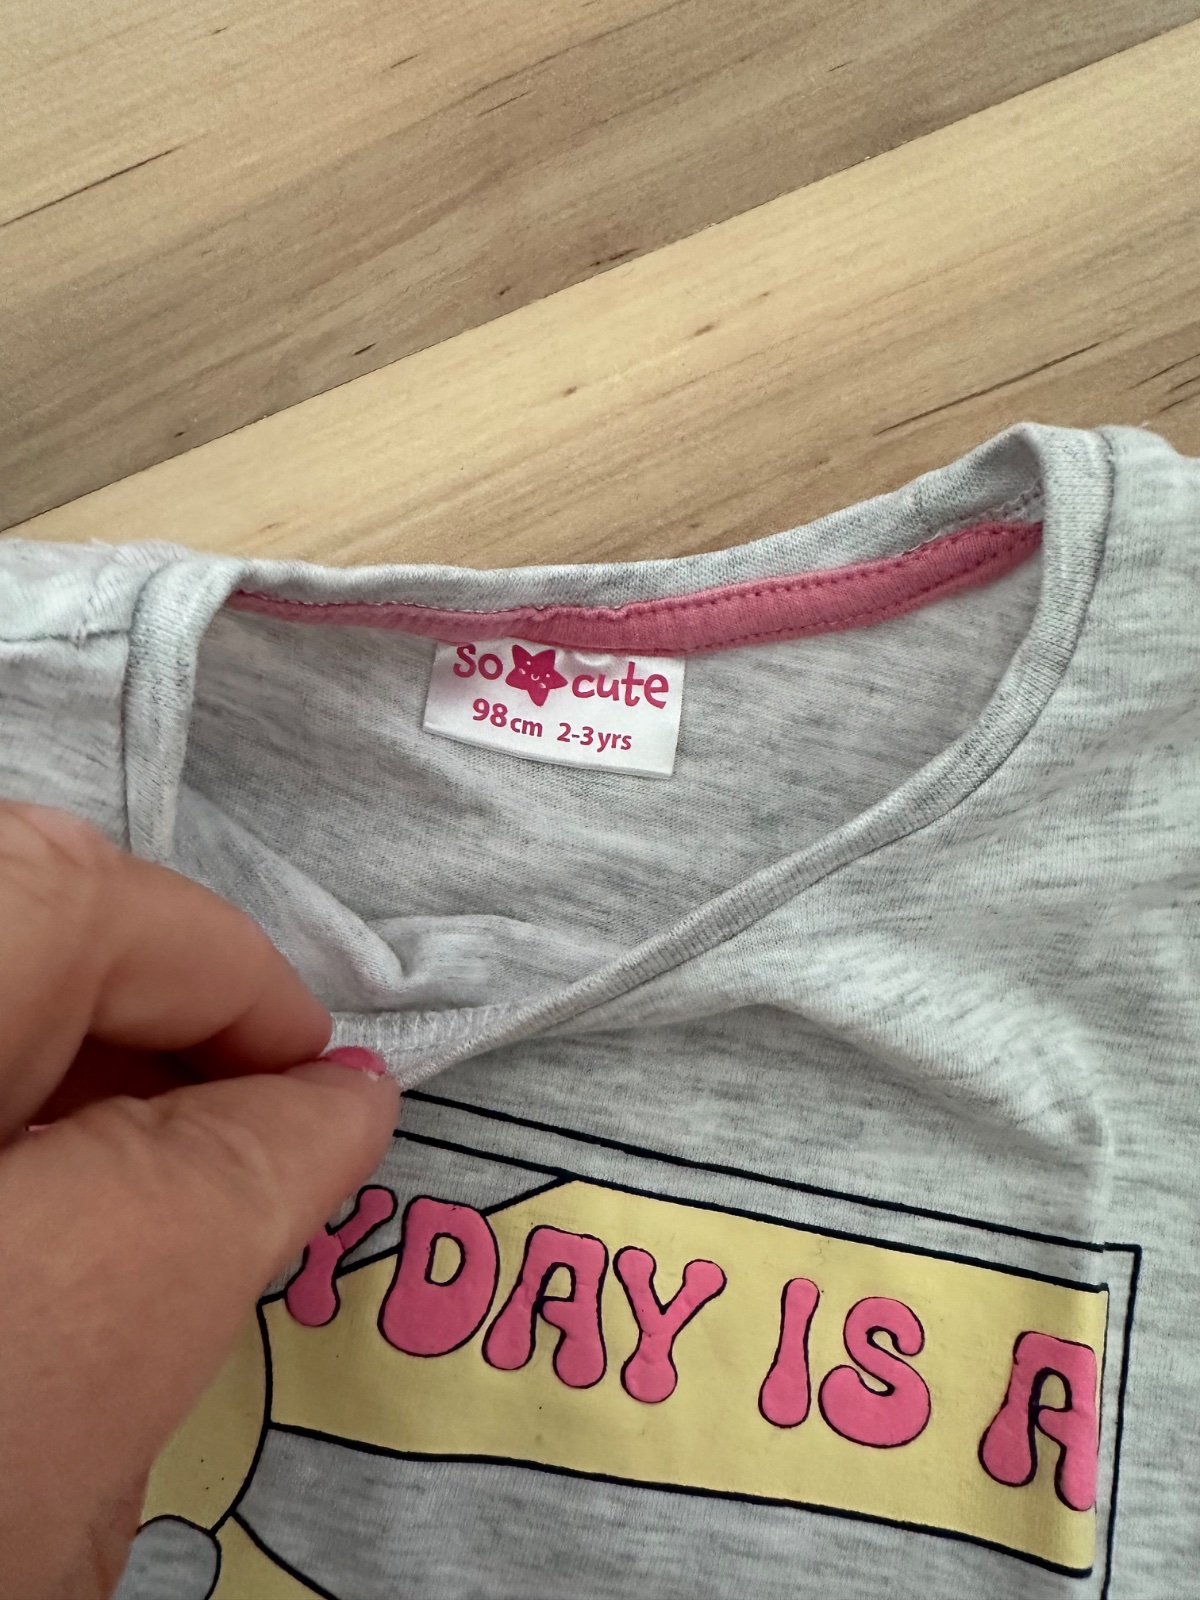 So cute
98cm 2-3yrs
YDAY IS A